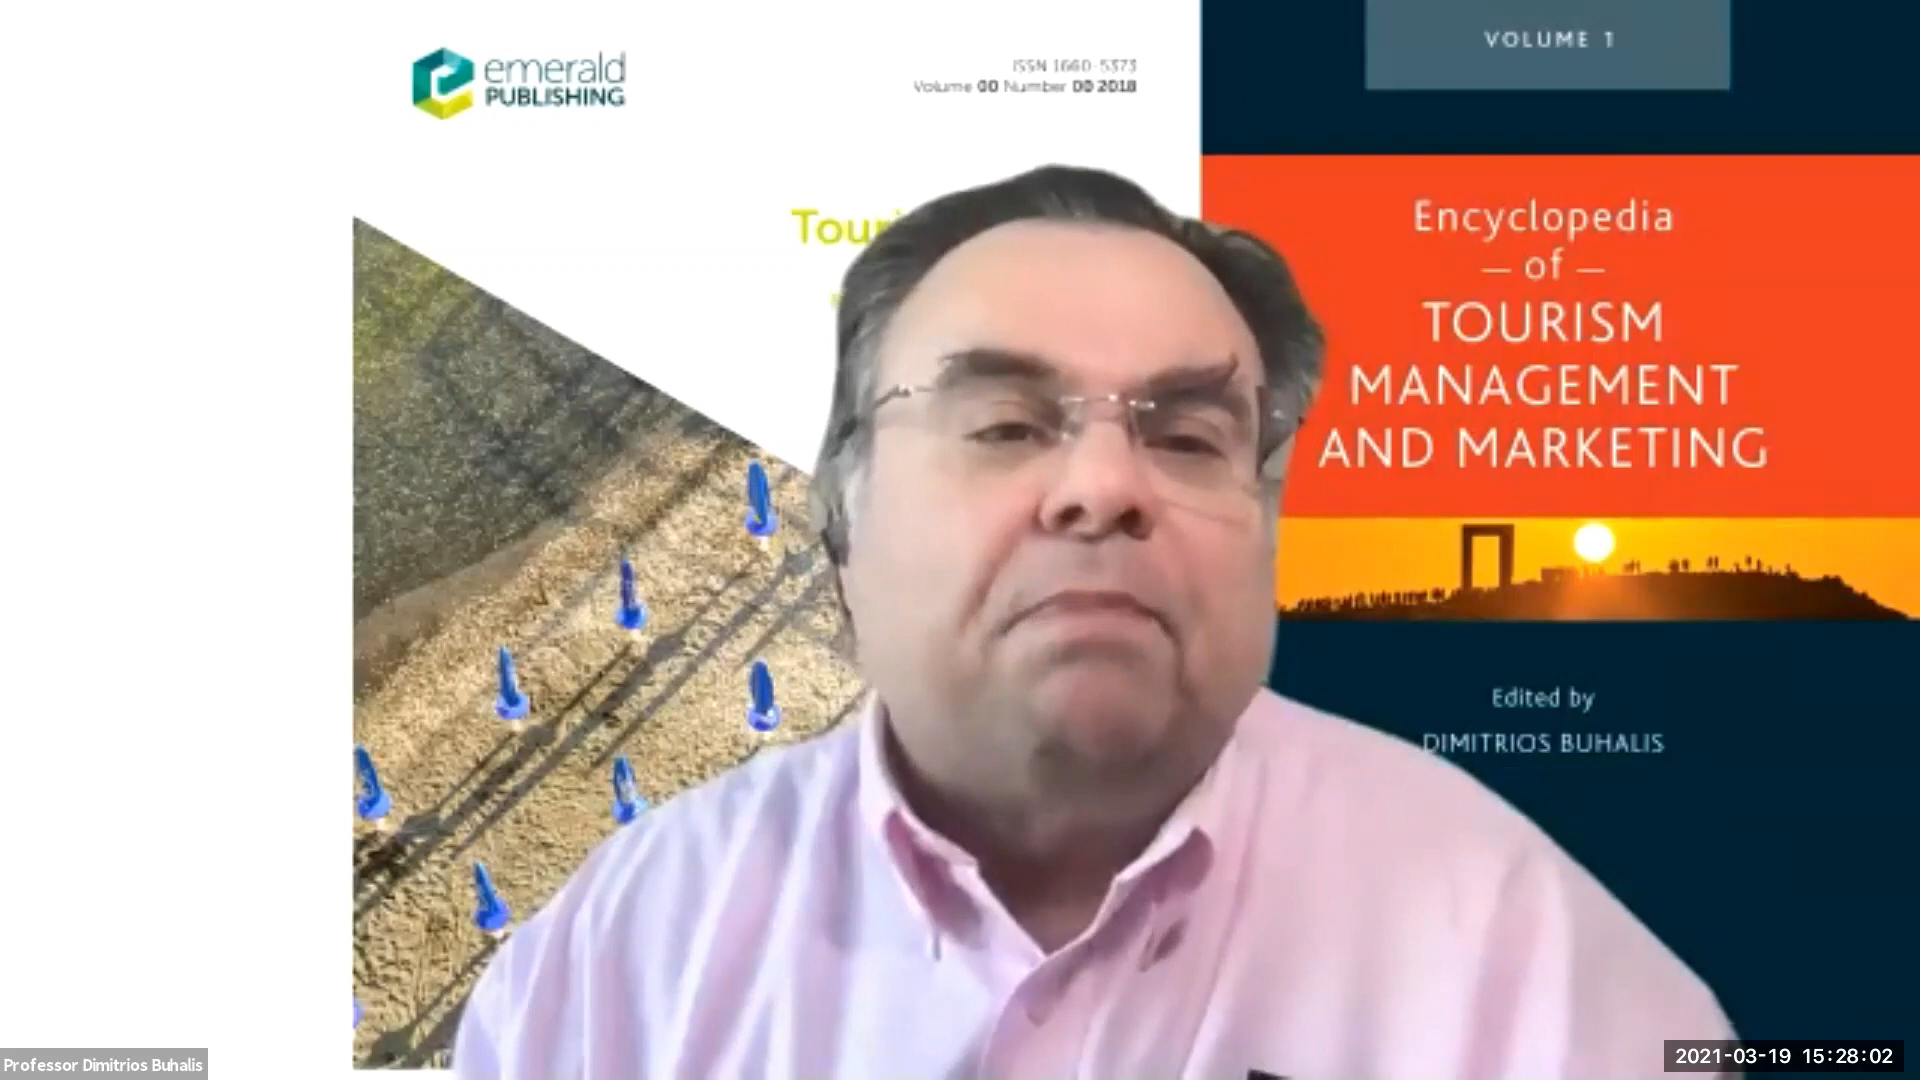 emerald
PUBLISHING
ISSN 1660-5373
Volume 00 Number 00 2018
VOLUME 1
Encyclopedia
— of —
TOURISM
MANAGEMENT
AND MARKETING
Edited by
DIMITRIOS BUHALIS
Professor Dimitrios Buhalis
2021-03-19 15:28:02